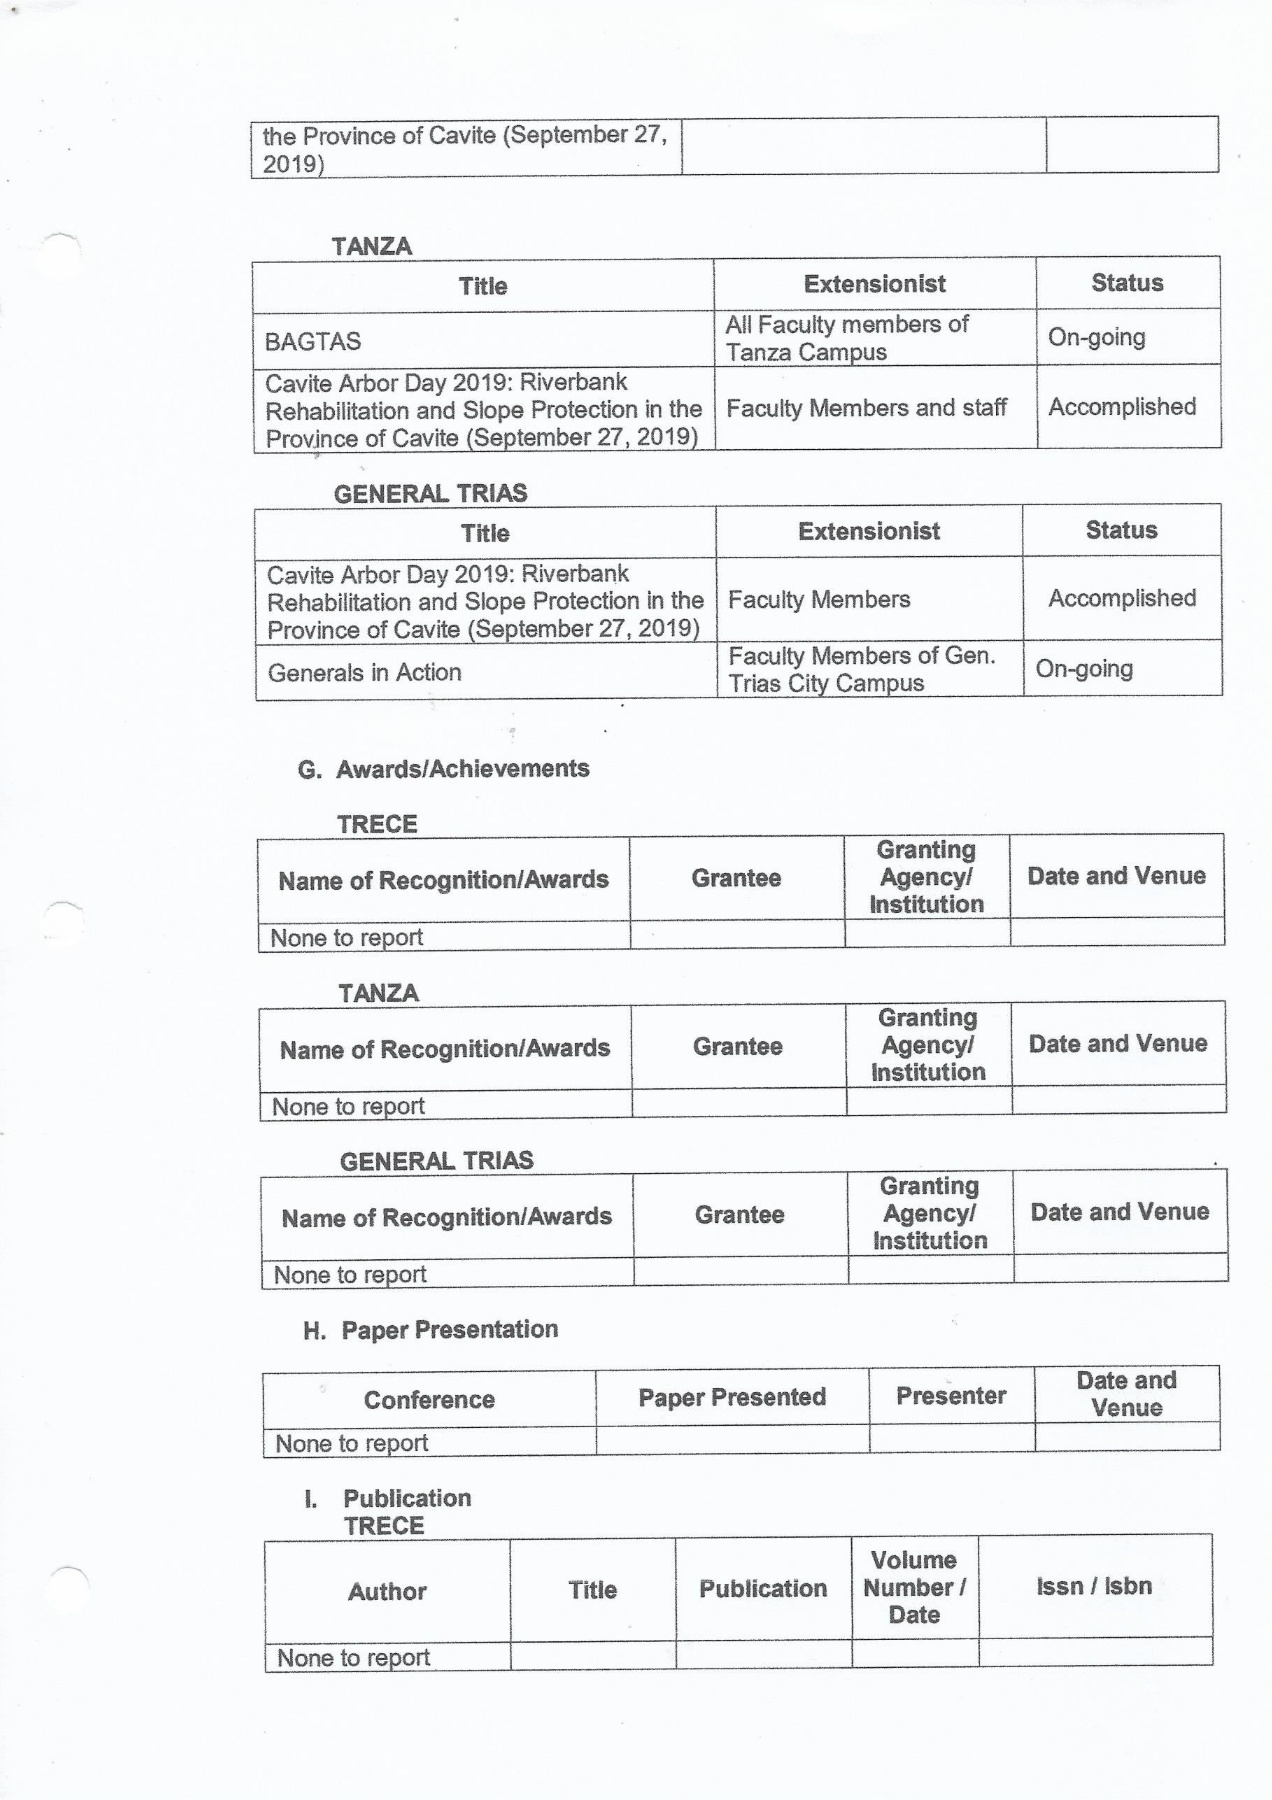 the Province of Cavite (September 27,
2019)
TANZA
Title Extensionist Status
BAGTAS
All Faculty members of
Tanza Campus
On-going
Cavite Arbor Day 2019: Riverbank
Rehabilitation and Slope Protection in the
Province of Cavite (September 27, 2019)
Faculty Members and staff
Accomplished
GENERAL TRIAS
Title Extensionist Status
Cavite Arbor Day 2019: Riverbank
Rehabilitation and Slope Protection in the
Province of Cavite (September 27, 2019)
Faculty Members
Accomplished
Generals in Action
Faculty Members of Gen.
Trias City Campus
On-going
G. Awards/Achievements
TRECE
Name of Recognition/Awards
Grantee
Granting
Agency/
Institution
Date and Venue
None to report
TANZA
Name of Recognition/Awards
Grantee
Granting
Agency/
Institution
Date and Venue
None to report
GENERAL TRIAS
Name of Recognition/Awards
Grantee
Granting
Agency/
Institution
Date and Venue
None to report
H. Paper Presentation
Conference
Paper Presented
Presenter
Date and
Venue
None to report
I. Publication
TRECE
Author
Title
Publication
Volume
Number /
Date
Issn / Isbn
None to report